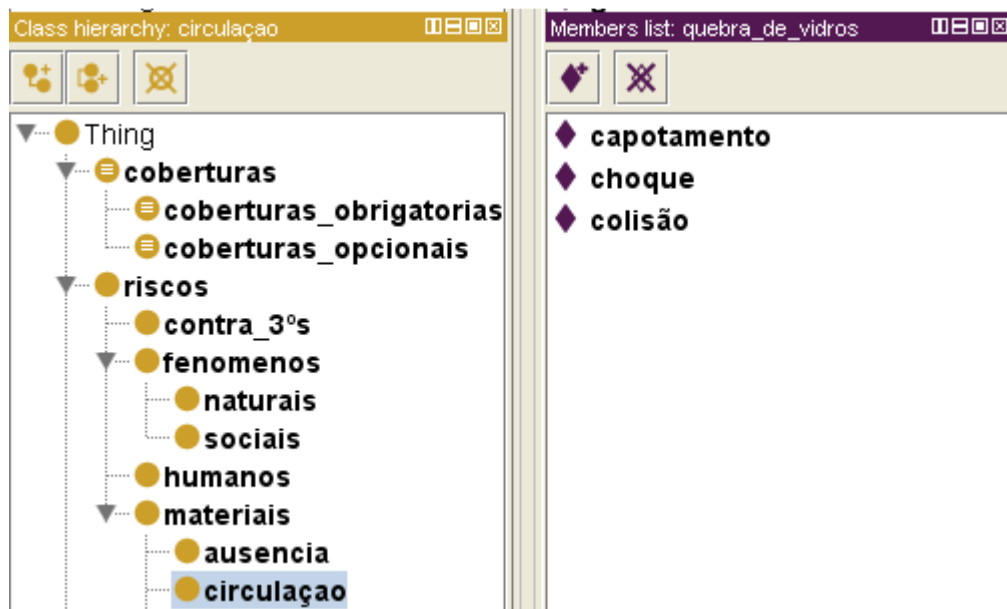 Class hierarchy: circulaçao
Thing
coberturas
coberturas_obrigatorias
coberturas_opcionais
riscos
contra_3ºs
fenomenos
naturais
sociais
humanos
materiais
ausencia
circulaçao
Members list: quebra_de_vidros
capotamento
choque
colisão